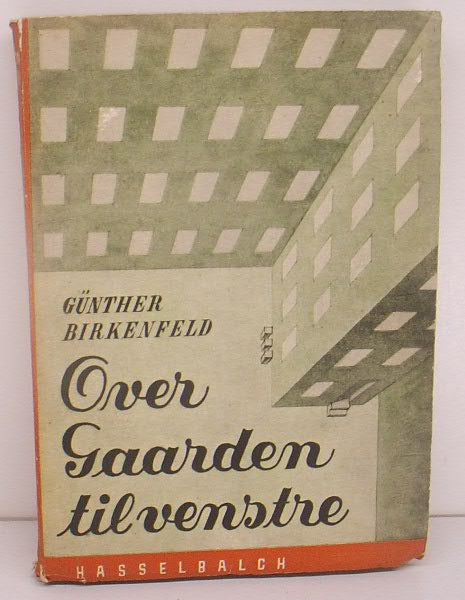 GÜNTHER
BIRKENFELD
Over
Gaarden
til venstre
HASSELBALCH